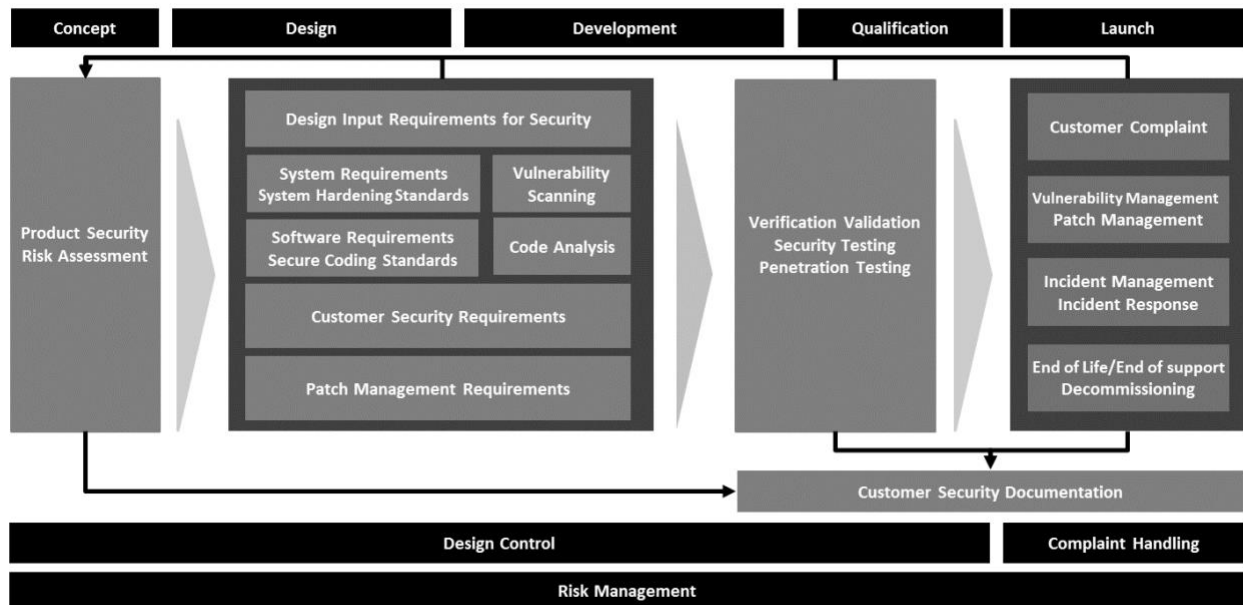 Concept
Design
Development
Qualification
Launch
Product Security
Risk Assessment
Design Input Requirements for Security
System Requirements
System Hardening Standards
Vulnerability
Scanning
Software Requirements
Secure Coding Standards
Code Analysis
Customer Security Requirements
Patch Management Requirements
Verification Validation
Security Testing
Penetration Testing
Customer Complaint
Vulnerability Management
Patch Management
Incident Management
Incident Response
End of Life/End of support
Decommissioning
Customer Security Documentation
Design Control
Complaint Handling
Risk Management